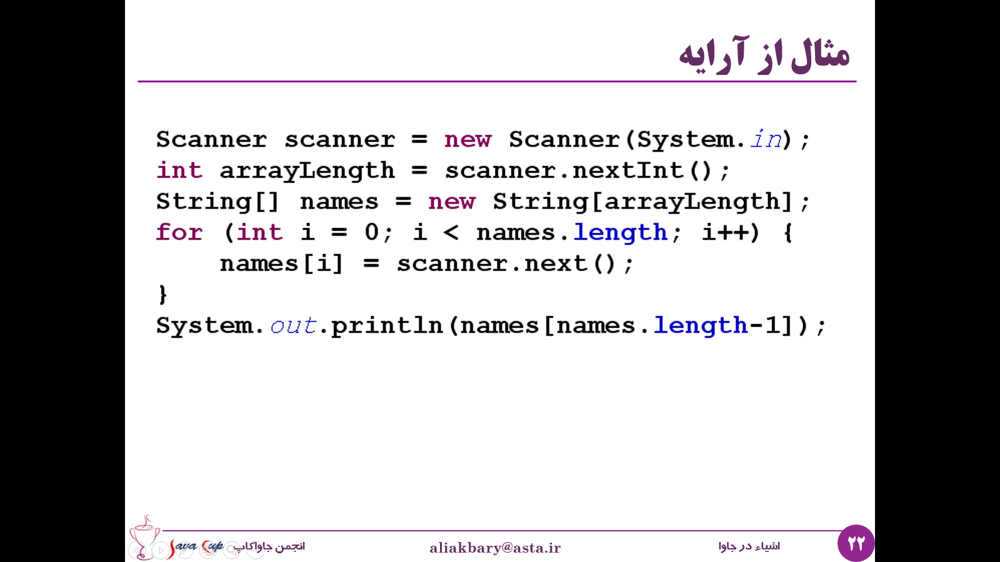 مثال از آرایه
Scanner scanner = new Scanner(System.in);
int arrayLength = scanner.nextInt();
String[] names = new String[arrayLength];
for (int i = 0; i < names.length; i++) {
    names[i] = scanner.next();
}
System.out.println(names[names.length-1]);
۲۲
اشیاء در جاوا
aliakbary@asta.ir
انجمن جاواکاپ
Java Cup